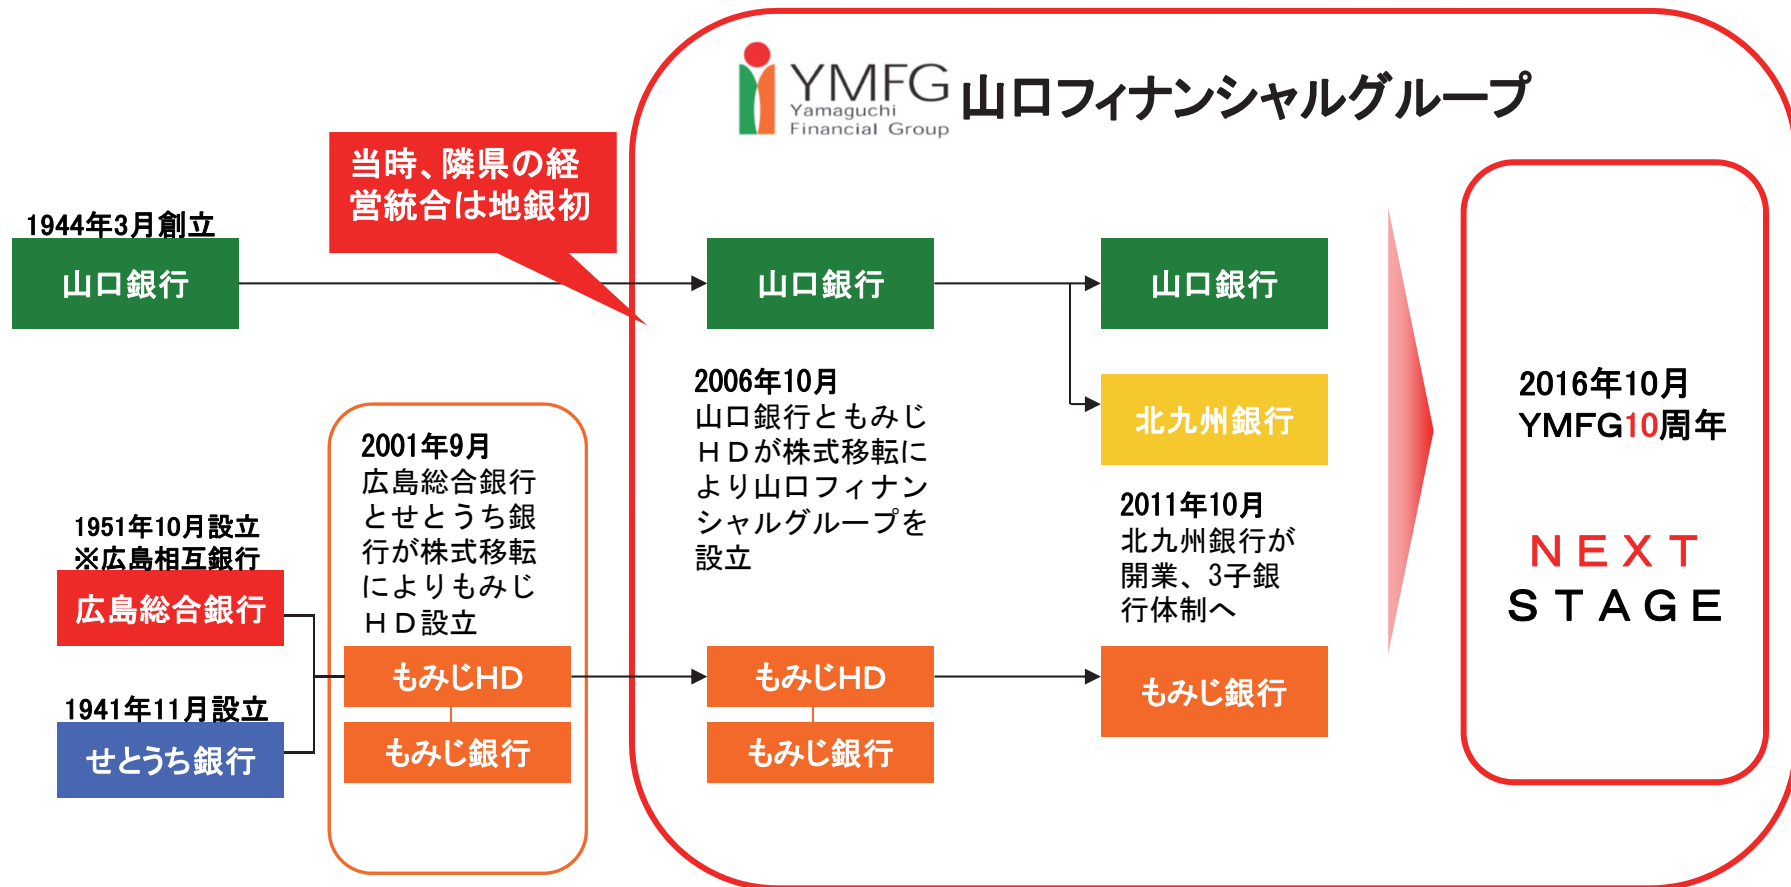 YMFG
Yamaguchi
Financial Group
山口フィナンシャルグループ
当時、隣県の経
営統合は地銀初
1944年3月創立
山口銀行
山口銀行
山口銀行
北九州銀行
2006年10月
山口銀行ともみじ
ＨＤが株式移転に
より山口フィナン
シャルグループを
設立
2001年9月
広島総合銀行
とせとうち銀
行が株式移転
によりもみじ
ＨＤ設立
2011年10月
北九州銀行が
開業、3子銀
行体制へ
1951年10月設立
※広島相互銀行
広島総合銀行
1941年11月設立
せとうち銀行
もみじHD
もみじ銀行
もみじHD
もみじ銀行
もみじ銀行
2016年10月
YMFG10周年
NEXT
STAGE